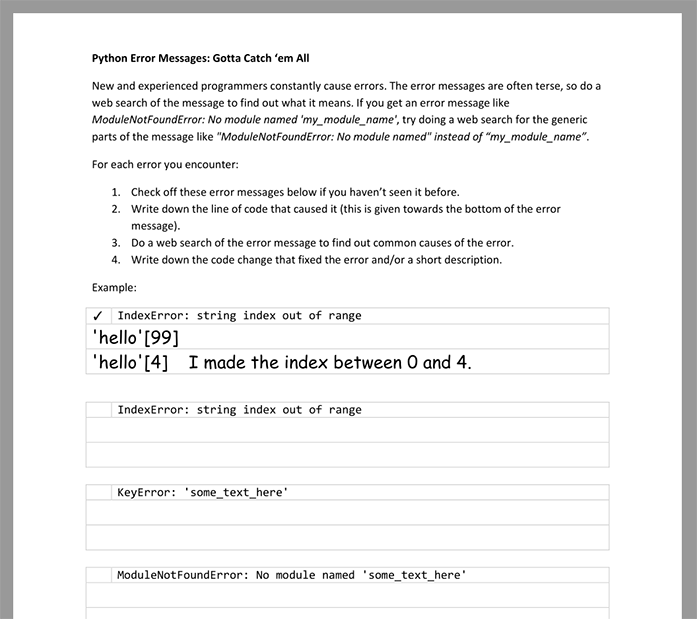 Python Error Messages: Gotta Catch ‘em All
New and experienced programmers constantly cause errors. The error messages are often terse, so do a
web search of the message to find out what it means. If you get an error message like
ModuleNotFoundError: No module named 'my_module_name', try doing a web search for the generic
parts of the message like "ModuleNotFoundError: No module named" instead of “my_module_name”.
For each error you encounter:
1. Check off these error messages below if you haven’t seen it before.
2. Write down the line of code that caused it (this is given towards the bottom of the error
message).
3. Do a web search of the error message to find out common causes of the error.
4. Write down the code change that fixed the error and/or a short description.
Example:
✓ IndexError: string index out of range
'hello'[99]
'hello'[4] I made the index between 0 and 4.
IndexError: string index out of range
KeyError: 'some_text_here'
ModuleNotFoundError: No module named 'some_text_here'